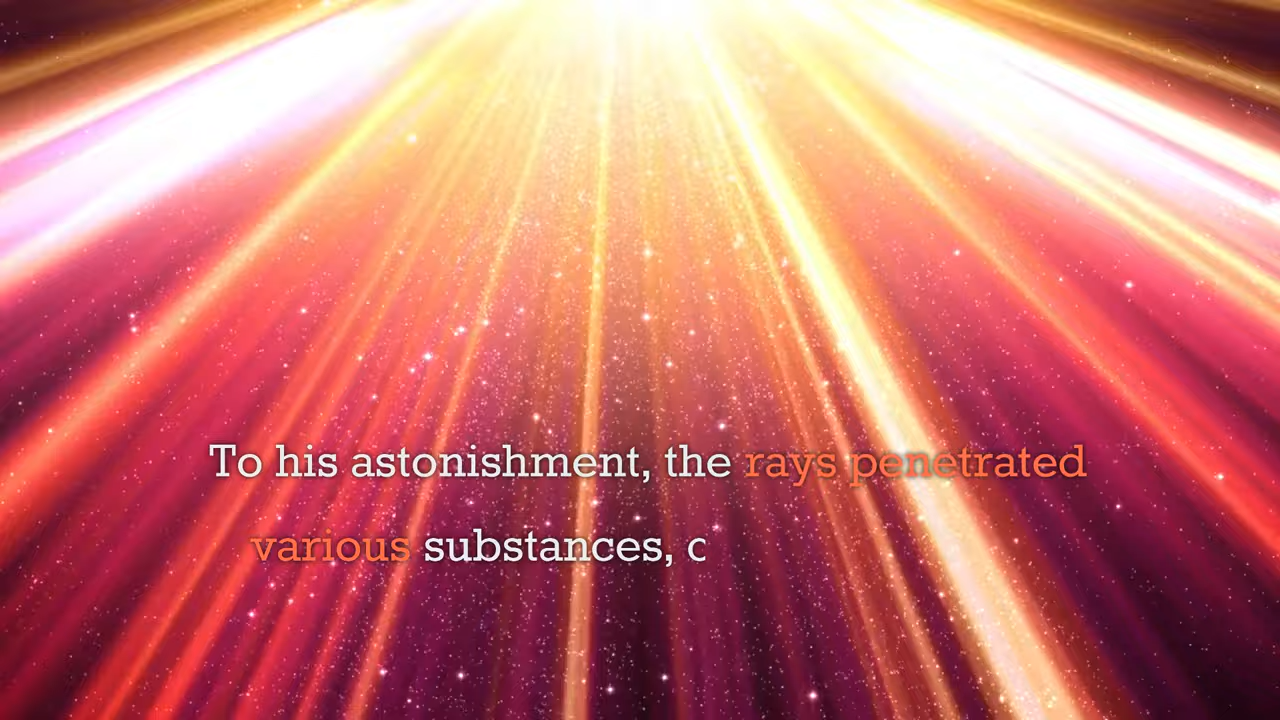 To his astonishment, the rays penetrated
various substances, c